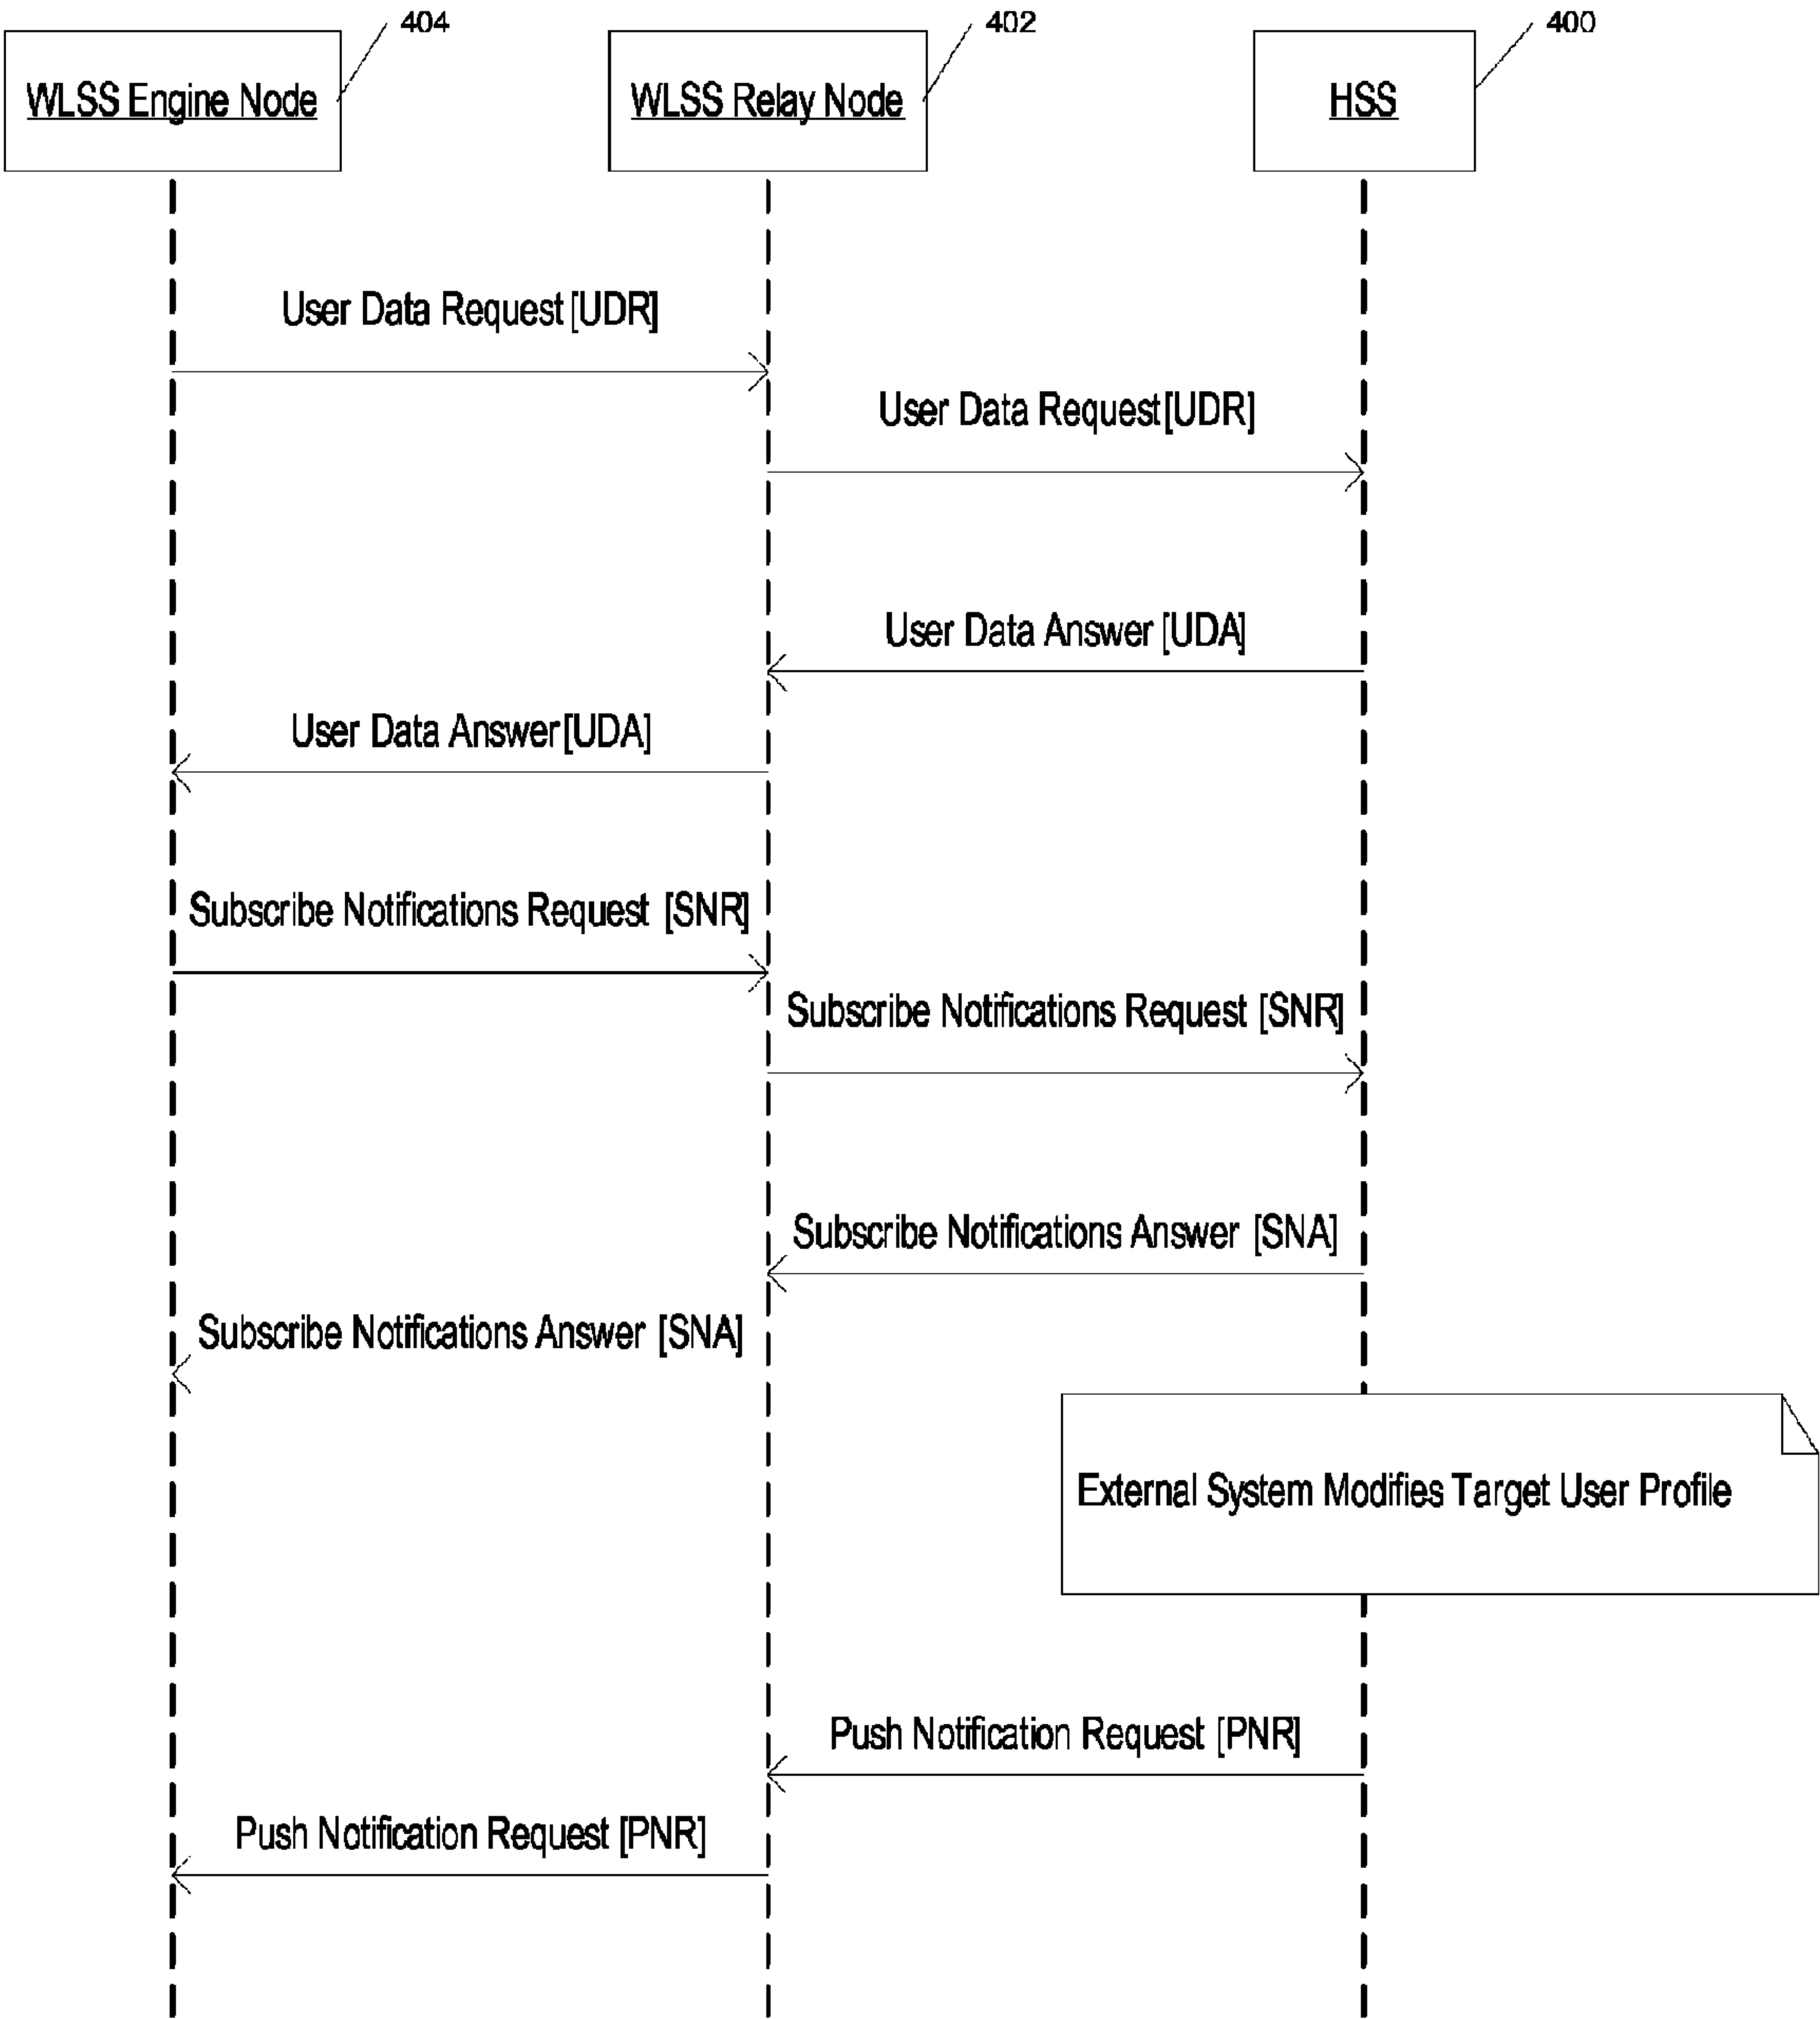 404
402
400
WLSS Engine Node
WLSS Relay Node
HSS
User Data Request [UDR]
User Data Request [UDR]
User Data Answer [UDA]
User Data Answer [UDA]
Subscribe Notifications Request [SNR]
Subscribe Notifications Request [SNR]
Subscribe Notifications Answer [SNA]
Subscribe Notifications Answer [SNA]
External System Modifies Target User Profile
Push Notification Request [PNR]
Push Notification Request [PNR]